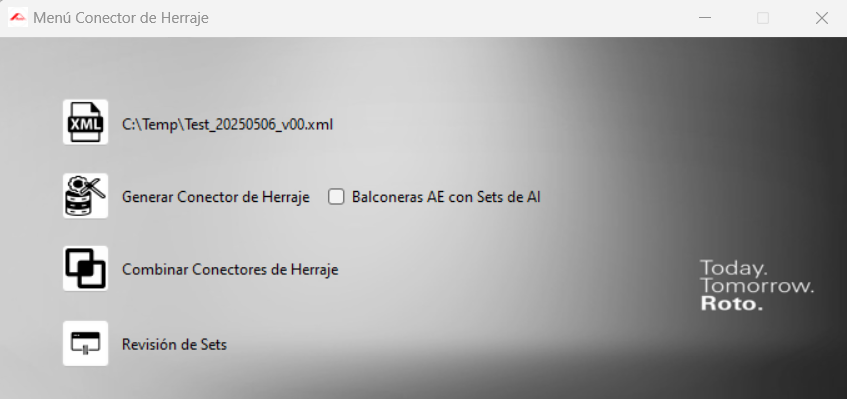 Menú Conector de Herraje
XML
C:\Temp\Test_20250506_v00.xml
Generar Conector de Herraje
Balconeras AE con Sets de AI
Combinar Conectores de Herraje
Revisión de Sets
Today.
Tomorrow.
Roto.